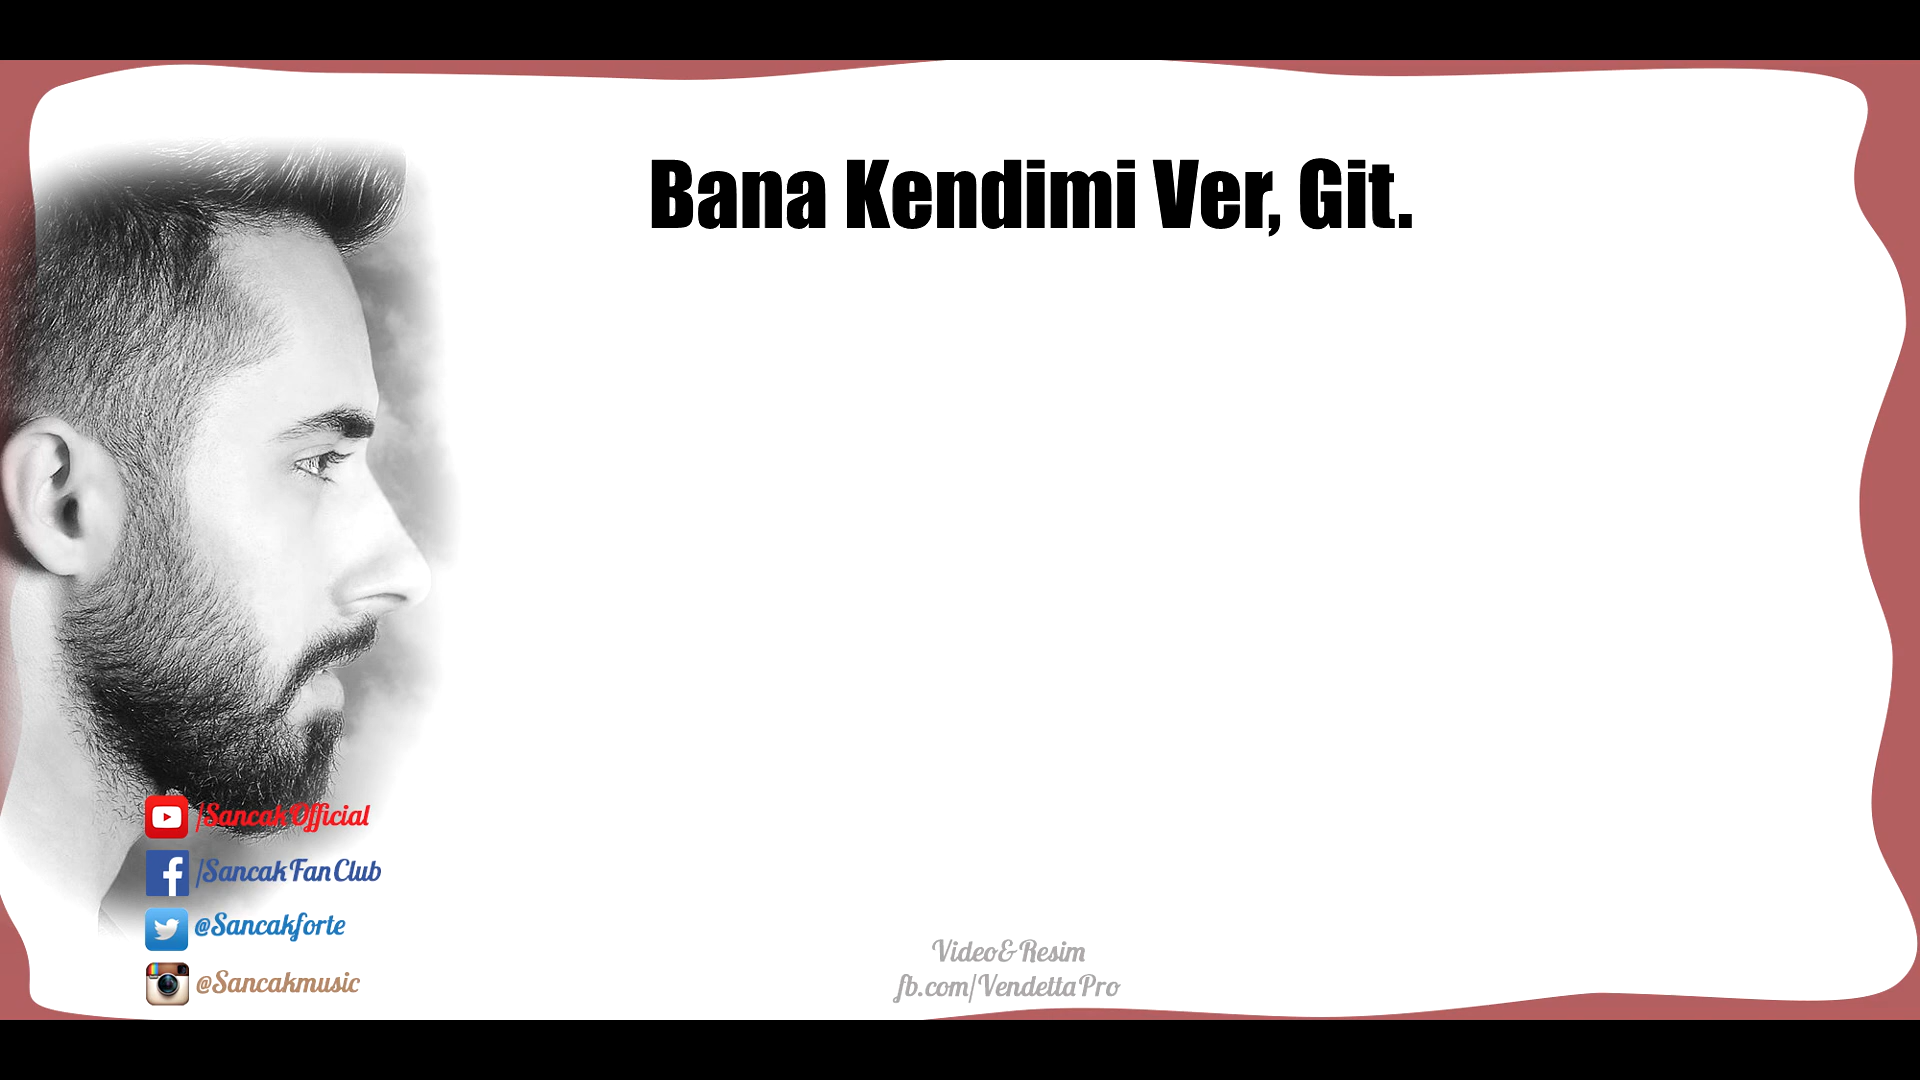 Bana Kendimi Ver, Git.
/SancakOfficial
/SancakFanClub
@Sancakforte
@Sancakmusic
Video&Resim
fb.com/VendettaPro